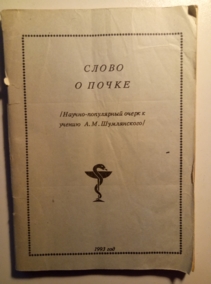 СЛОВО
О ПОЧКЕ
/Научно-популярный очерк к
учению А.М. Шумлянского/
1993 год